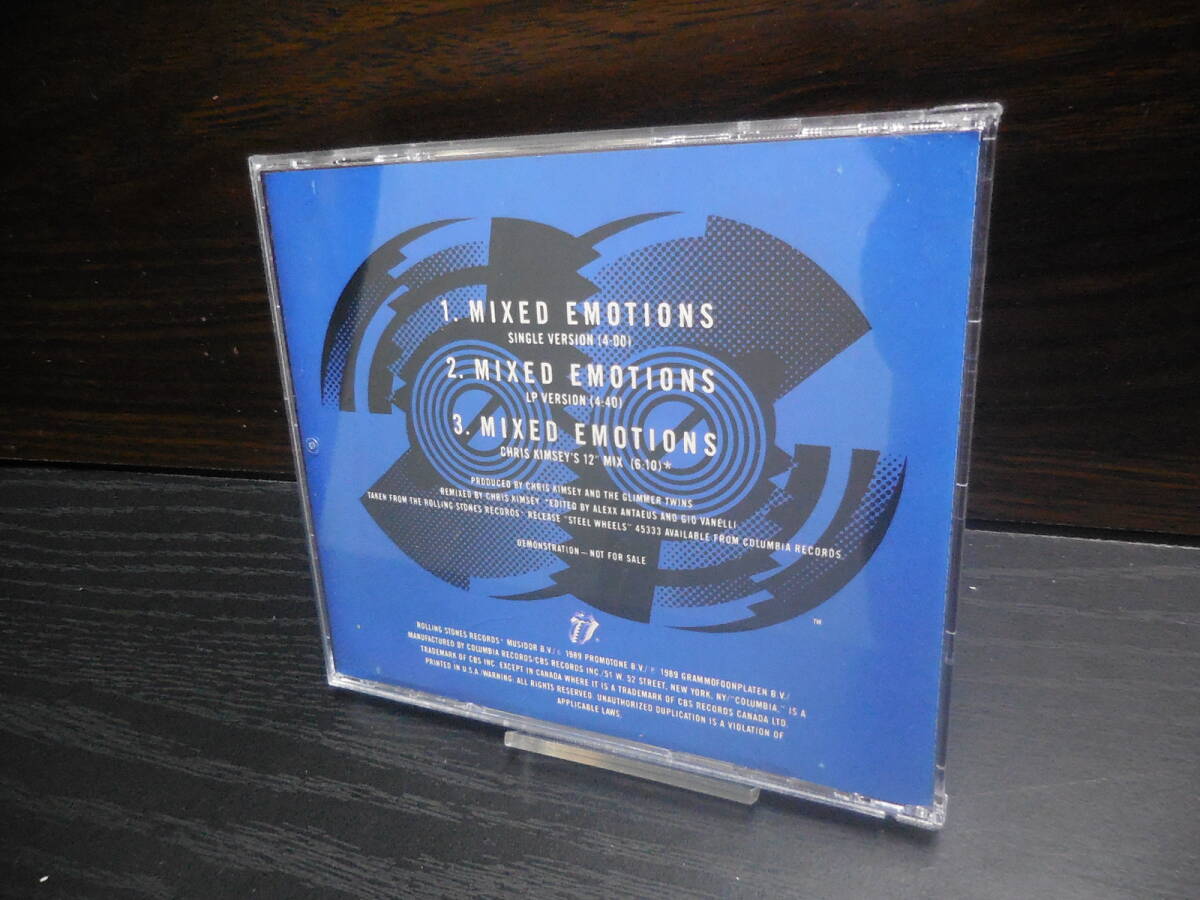 1. MIXED EMOTIONS
SINGLE VERSION (4:00)
2. MIXED EMOTIONS
LP VERSION (4:40)
3. MIXED EMOTIONS
CHRIS KIMSEY'S 12" MIX (6:10)*
PRODUCED BY CHRIS KIMSEY AND THE GLIMMER TWINS
REMIXED BY CHRIS KIMSEY. *EDITED BY ALEXX ANTAEUS AND GIO VANELLI
TAKEN FROM THE ROLLING STONES RECORDS® RELEASE "STEEL WHEELS" 45333 AVAILABLE FROM COLUMBIA RECORDS.
DEMONSTRATION—NOT FOR SALE
TM
®
ROLLING STONES RECORDS® MUSIDOR B.V./© 1989 PROMOTONE B.V./℗ 1989 GRAMMOFOONPLATEN B.V./
MANUFACTURED BY COLUMBIA RECORDS/CBS RECORDS INC./51 W. 52 STREET, NEW YORK, NY/"COLUMBIA," IS A
TRADEMARK OF CBS INC. EXCEPT IN CANADA WHERE IT IS A TRADEMARK OF CBS RECORDS CANADA LTD.
PRINTED IN U.S.A./WARNING: ALL RIGHTS RESERVED. UNAUTHORIZED DUPLICATION IS A VIOLATION OF
APPLICABLE LAWS.